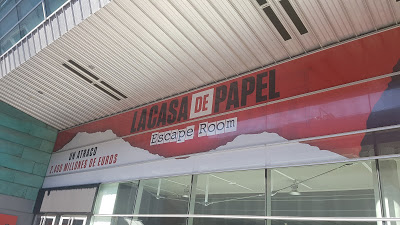 LA CASA DE PAPEL
Escape Room
UN ATRACO
2.400 MILLONES DE EUROS